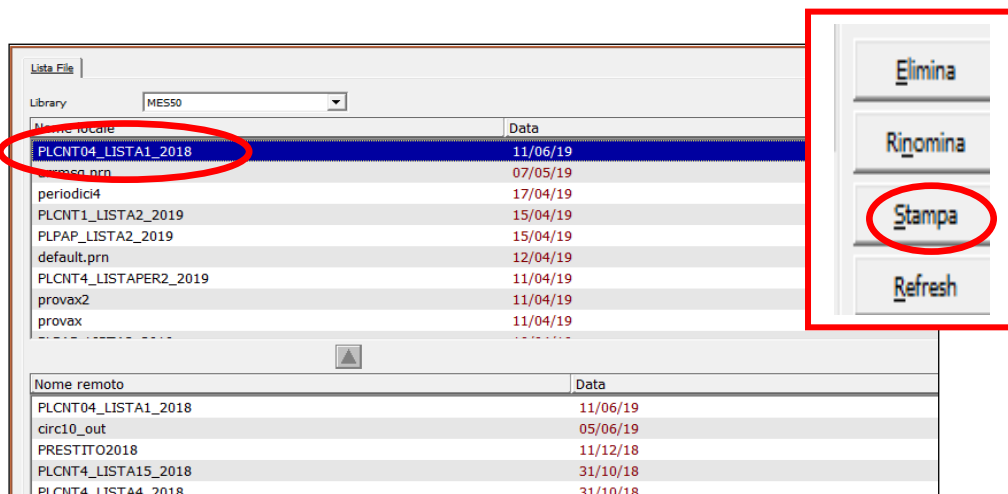 Lista File
Library MES50
Nome locale Data
PLCNT04_LISTA1_2018 11/06/19
errmsg.prn 07/05/19
periodici4 17/04/19
PLCNT1_LISTA2_2019 15/04/19
PLPAP_LISTA2_2019 15/04/19
default.prn 12/04/19
PLCNT4_LISTAPER2_2019 11/04/19
provax2 11/04/19
provax 11/04/19
Nome remoto Data
PLCNT04_LISTA1_2018 11/06/19
circ10_out 05/06/19
PRESTITO2018 11/12/18
PLCNT4_LISTA15_2018 31/10/18
PLCNT4_LISTA4_2018 31/10/18
Elimina
Rinomina
Stampa
Refresh